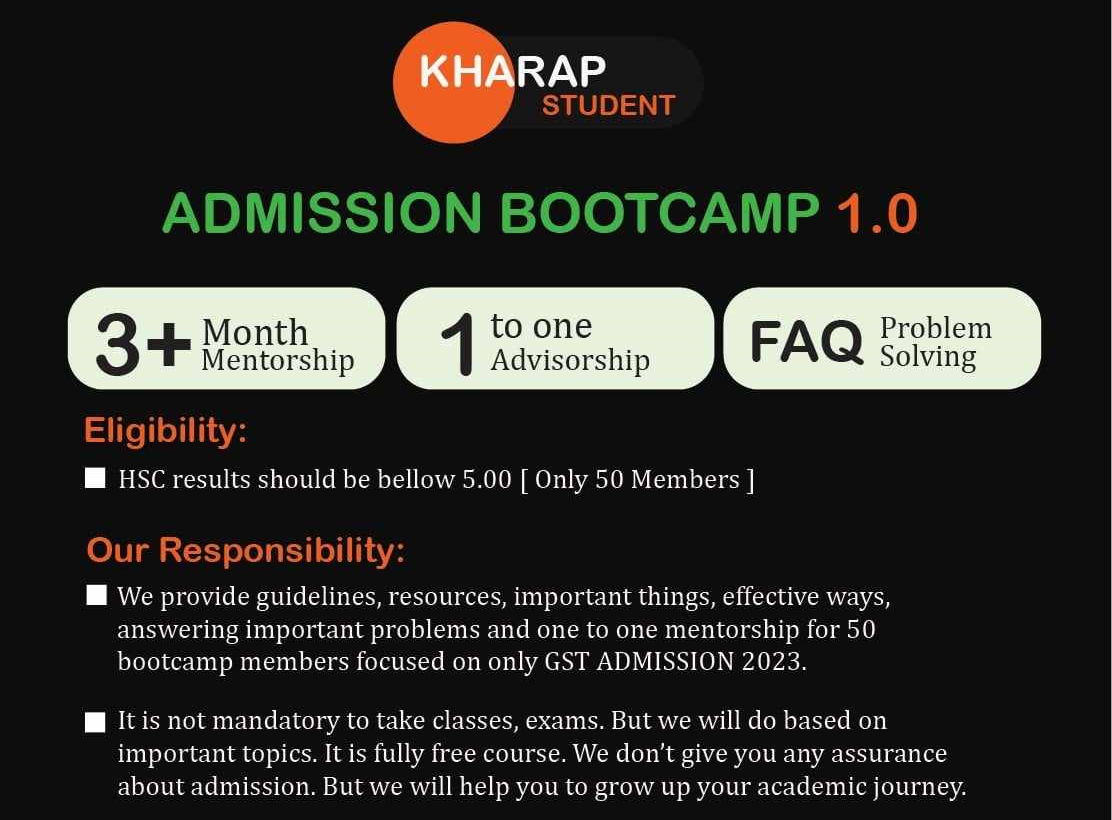 KHARAP
STUDENT
ADMISSION BOOTCAMP 1.0
3+ Month
Mentorship
1 to one
Advisorship
FAQ Problem
Solving
Eligibility:
HSC results should be bellow 5.00 [ Only 50 Members ]
Our Responsibility:
We provide guidelines, resources, important things, effective ways,
answering important problems and one to one mentorship for 50
bootcamp members focused on only GST ADMISSION 2023.
It is not mandatory to take classes, exams. But we will do based on
important topics. It is fully free course. We don’t give you any assurance
about admission. But we will help you to grow up your academic journey.